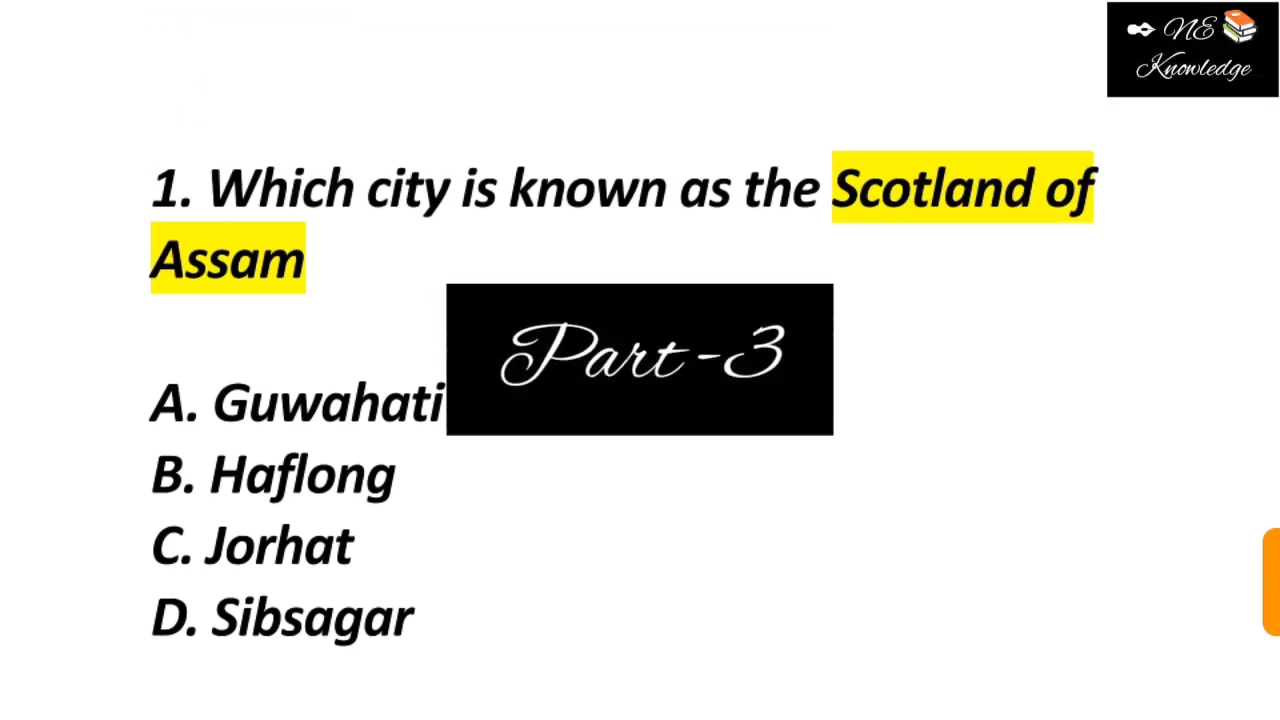 NE
Knowledge
1. Which city is known as the Scotland of
Assam
Part-3
A. Guwahati
B. Haflong
C. Jorhat
D. Sibsagar